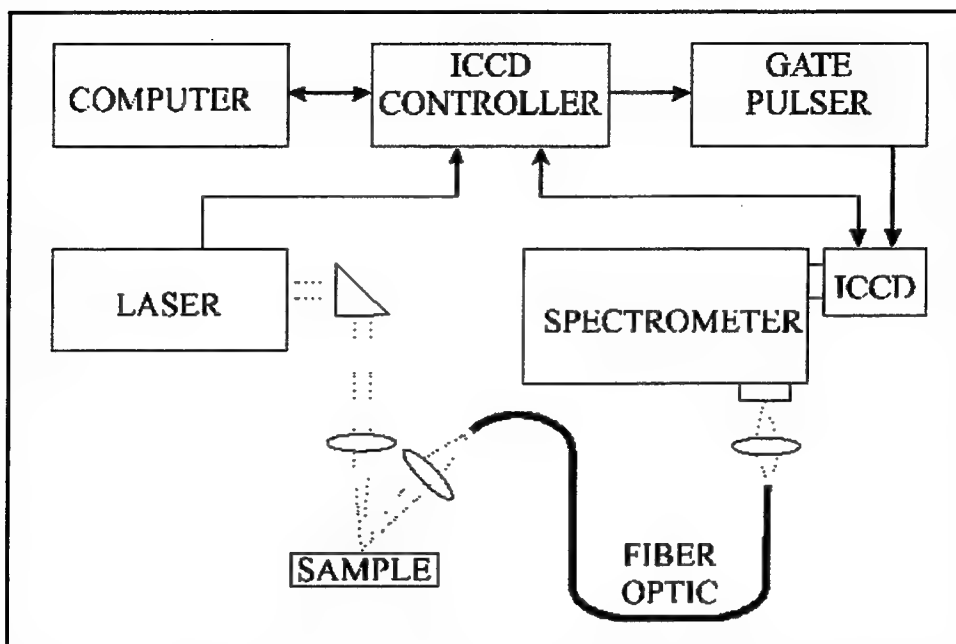 COMPUTER
ICCD
CONTROLLER
GATE
PULSER
LASER
SPECTROMETER
ICCD
SAMPLE
FIBER
OPTIC